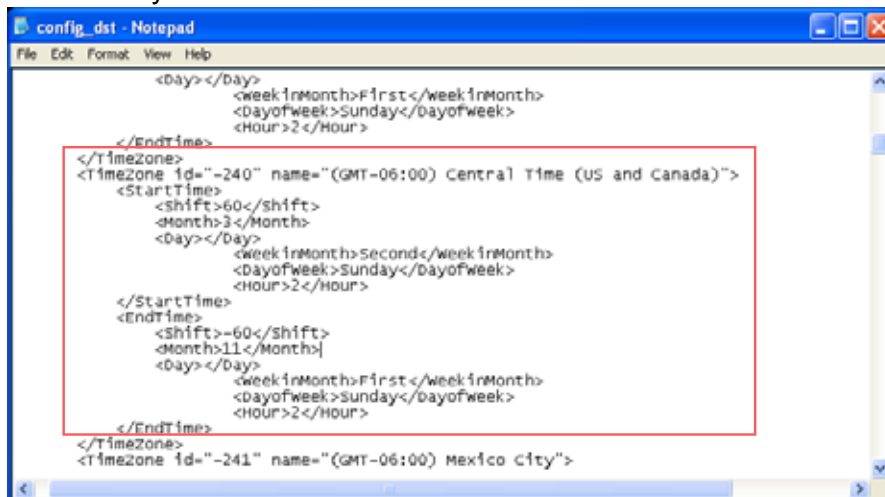 config_dst - Notepad
File Edit Format View Help
<Day></Day>
<WeekinMonth>First</WeekinMonth>
<DayofWeek>Sunday</DayofWeek>
<Hour>2</Hour>
</EndTime>
</TimeZone>
<TimeZone id="-240" name="(GMT-06:00) Central Time (US and Canada)">
<StartTime>
<Shift>60</Shift>
<Month>3</Month>
<Day></Day>
<WeekinMonth>Second</WeekinMonth>
<DayofWeek>Sunday</DayofWeek>
<Hour>2</Hour>
</StartTime>
<EndTime>
<Shift>-60</Shift>
<Month>11</Month>
<Day></Day>
<WeekinMonth>First</WeekinMonth>
<DayofWeek>Sunday</DayofWeek>
<Hour>2</Hour>
</EndTime>
</TimeZone>
<TimeZone id="-241" name="(GMT-06:00) Mexico City">